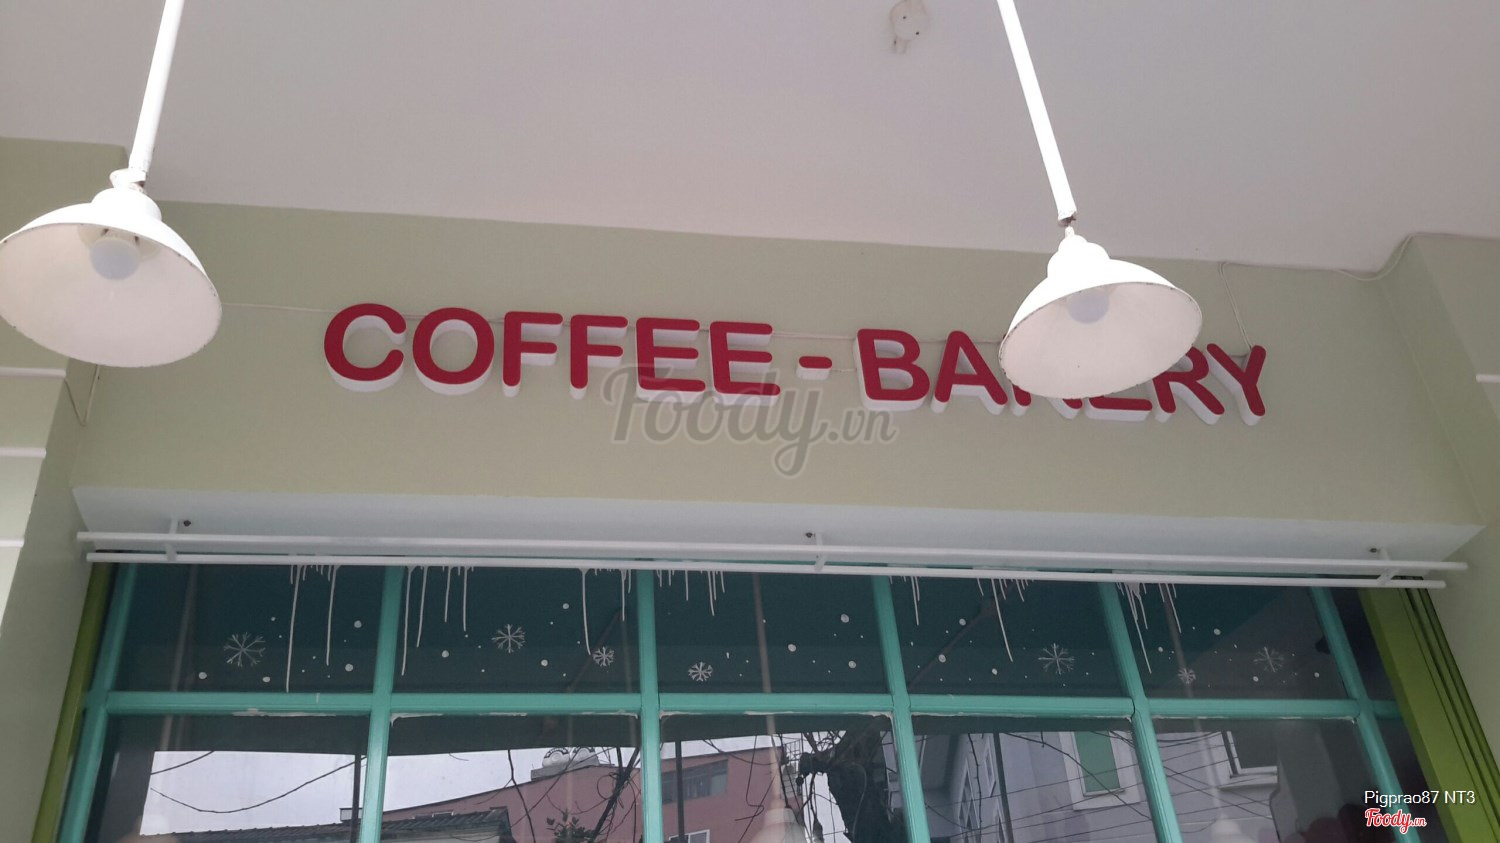 COFFEE - BAKERY
Foody.vn
Pigprao87 NT3
Foody.vn